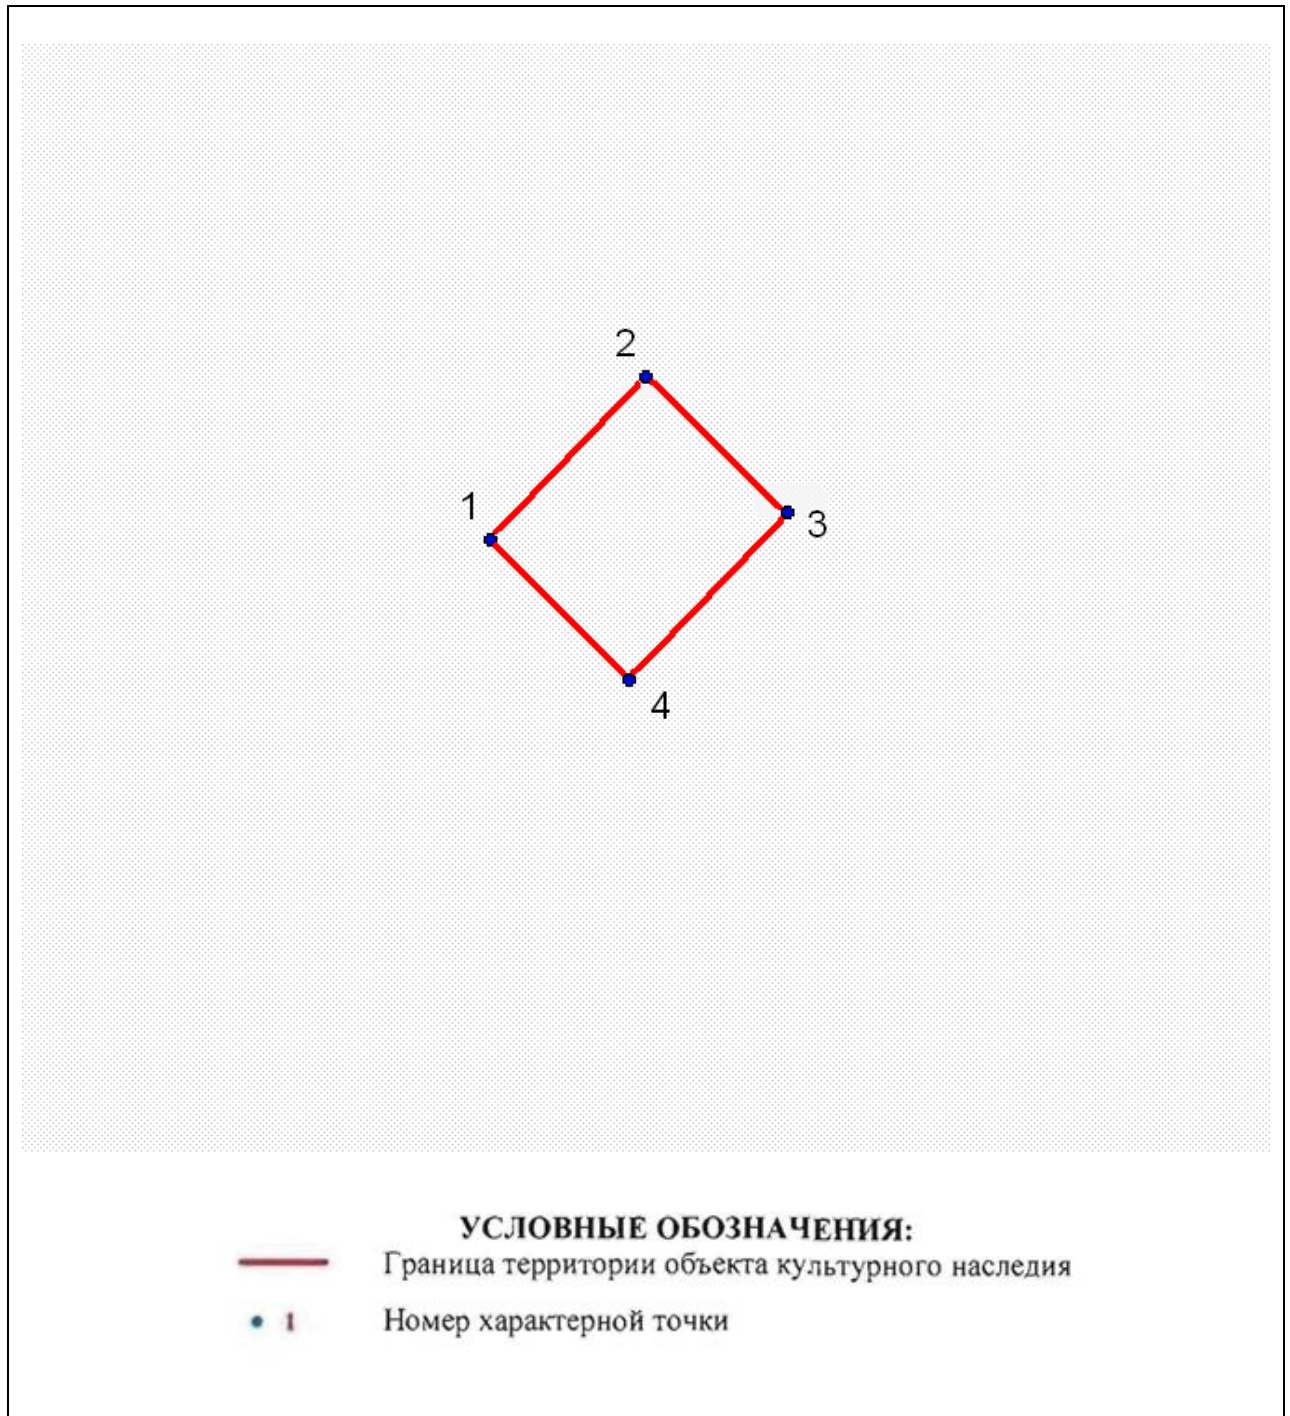 2
1
3
4
УСЛОВНЫЕ ОБОЗНАЧЕНИЯ:
Граница территории объекта культурного наследия
1 Номер характерной точки